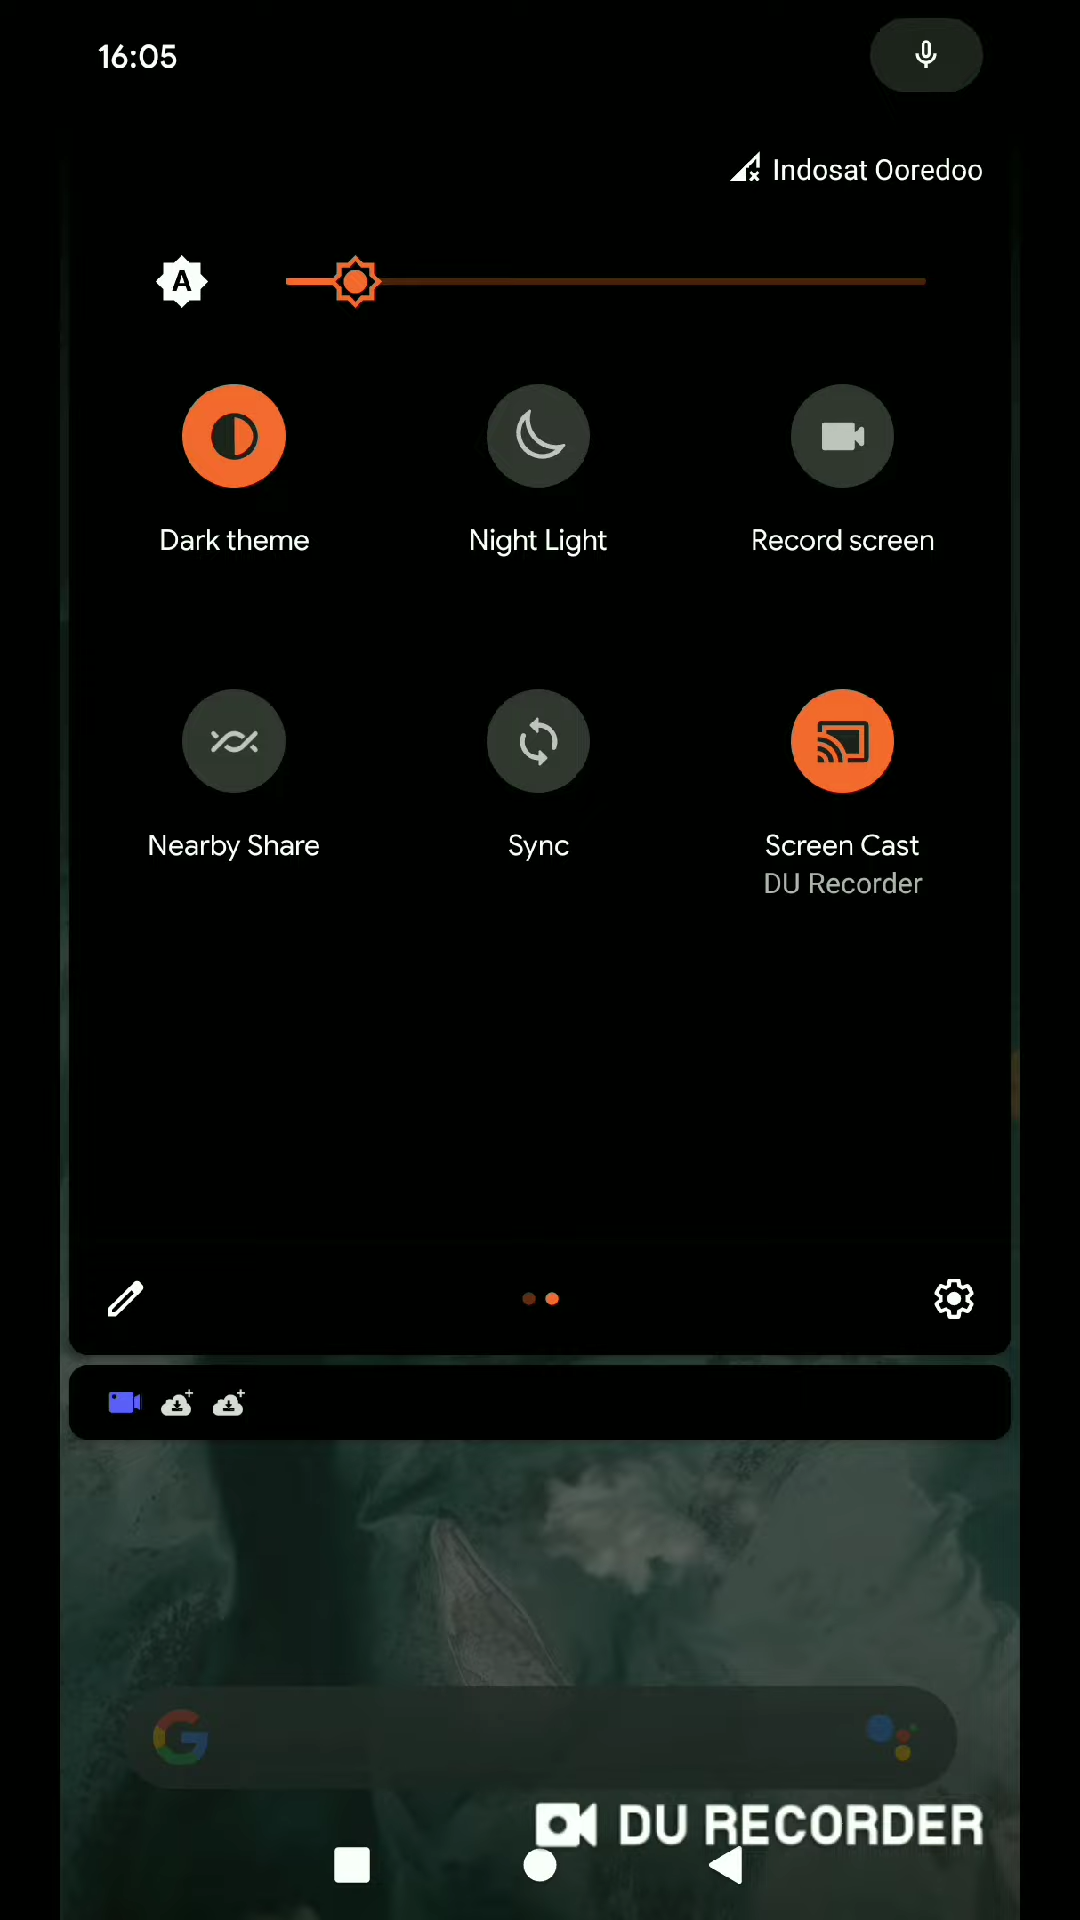 16:05
Indosat Ooredoo
A
Dark theme
Night Light
Record screen
Nearby Share
Sync
Screen Cast
DU Recorder
G
DU RECORDER